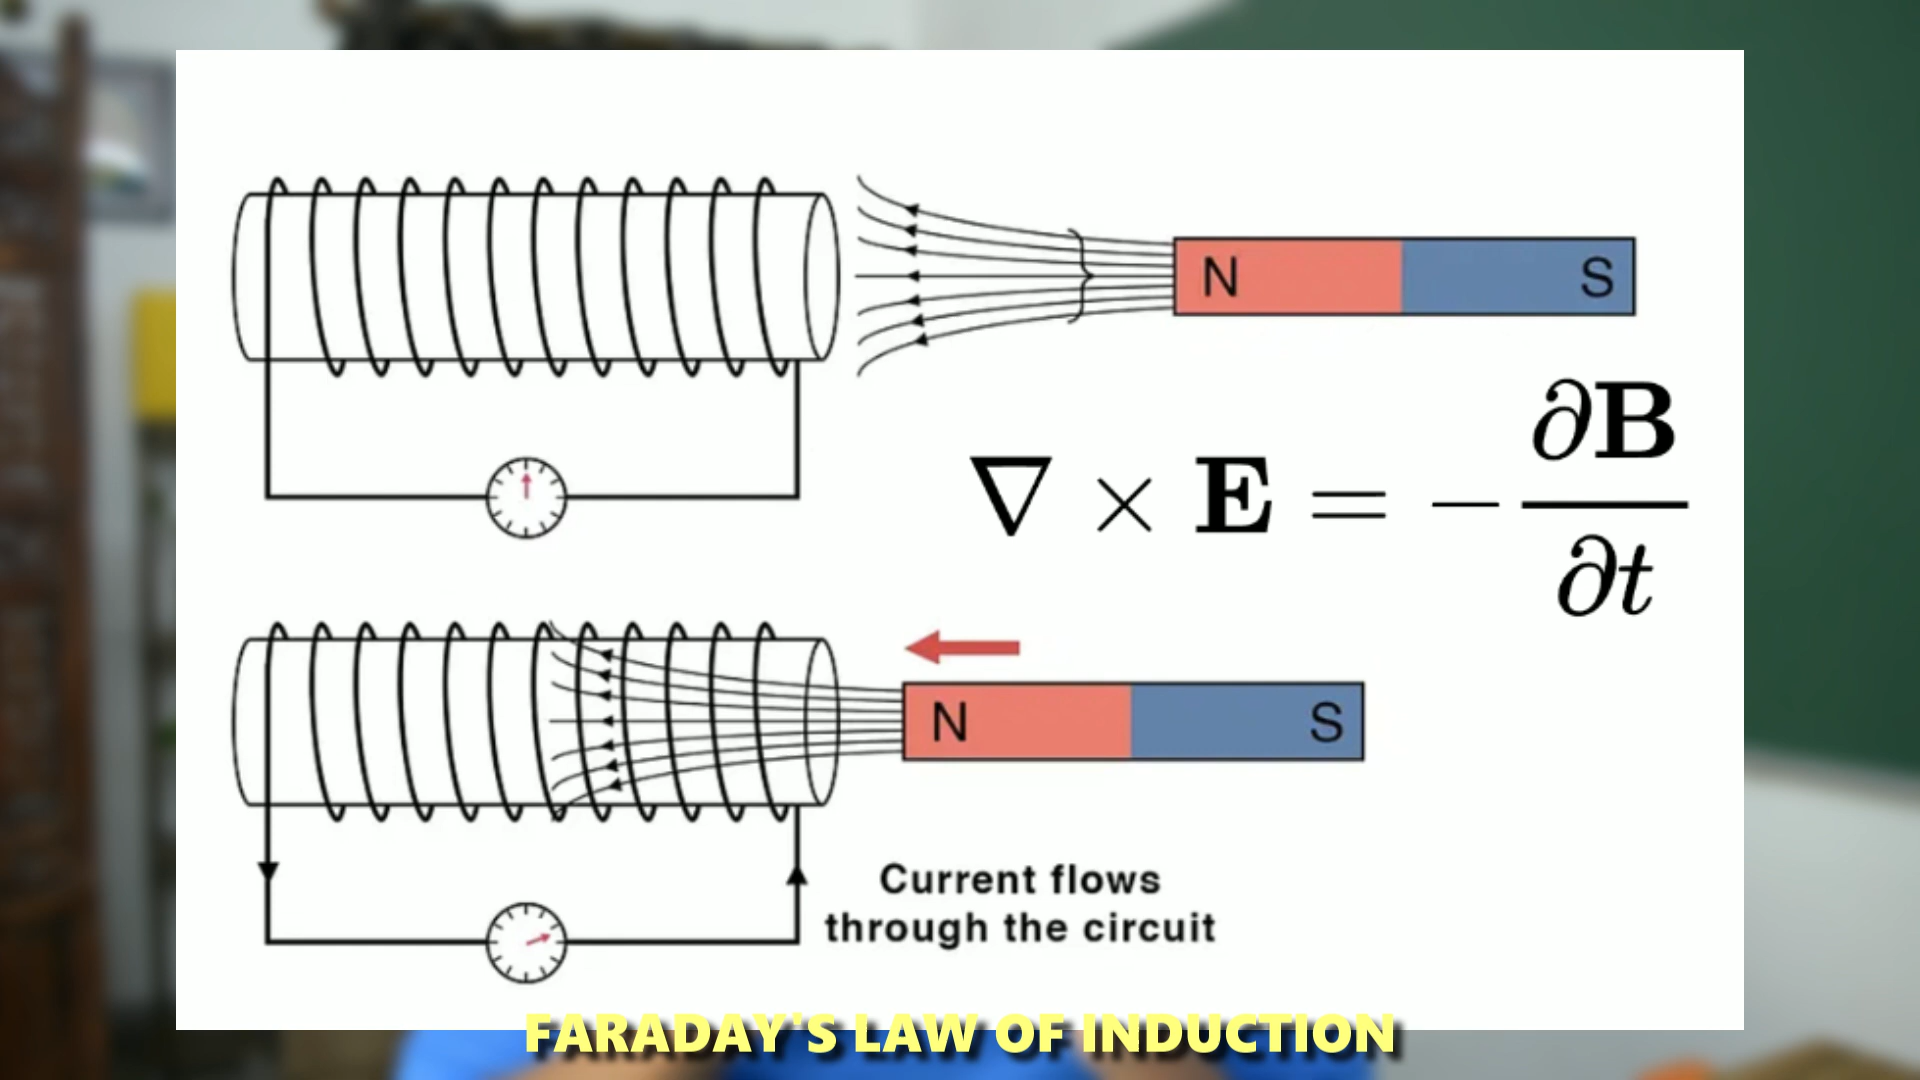 N S
∇ × E = −∂B/∂t
N S
Current flows
through the circuit
FARADAY'S LAW OF INDUCTION